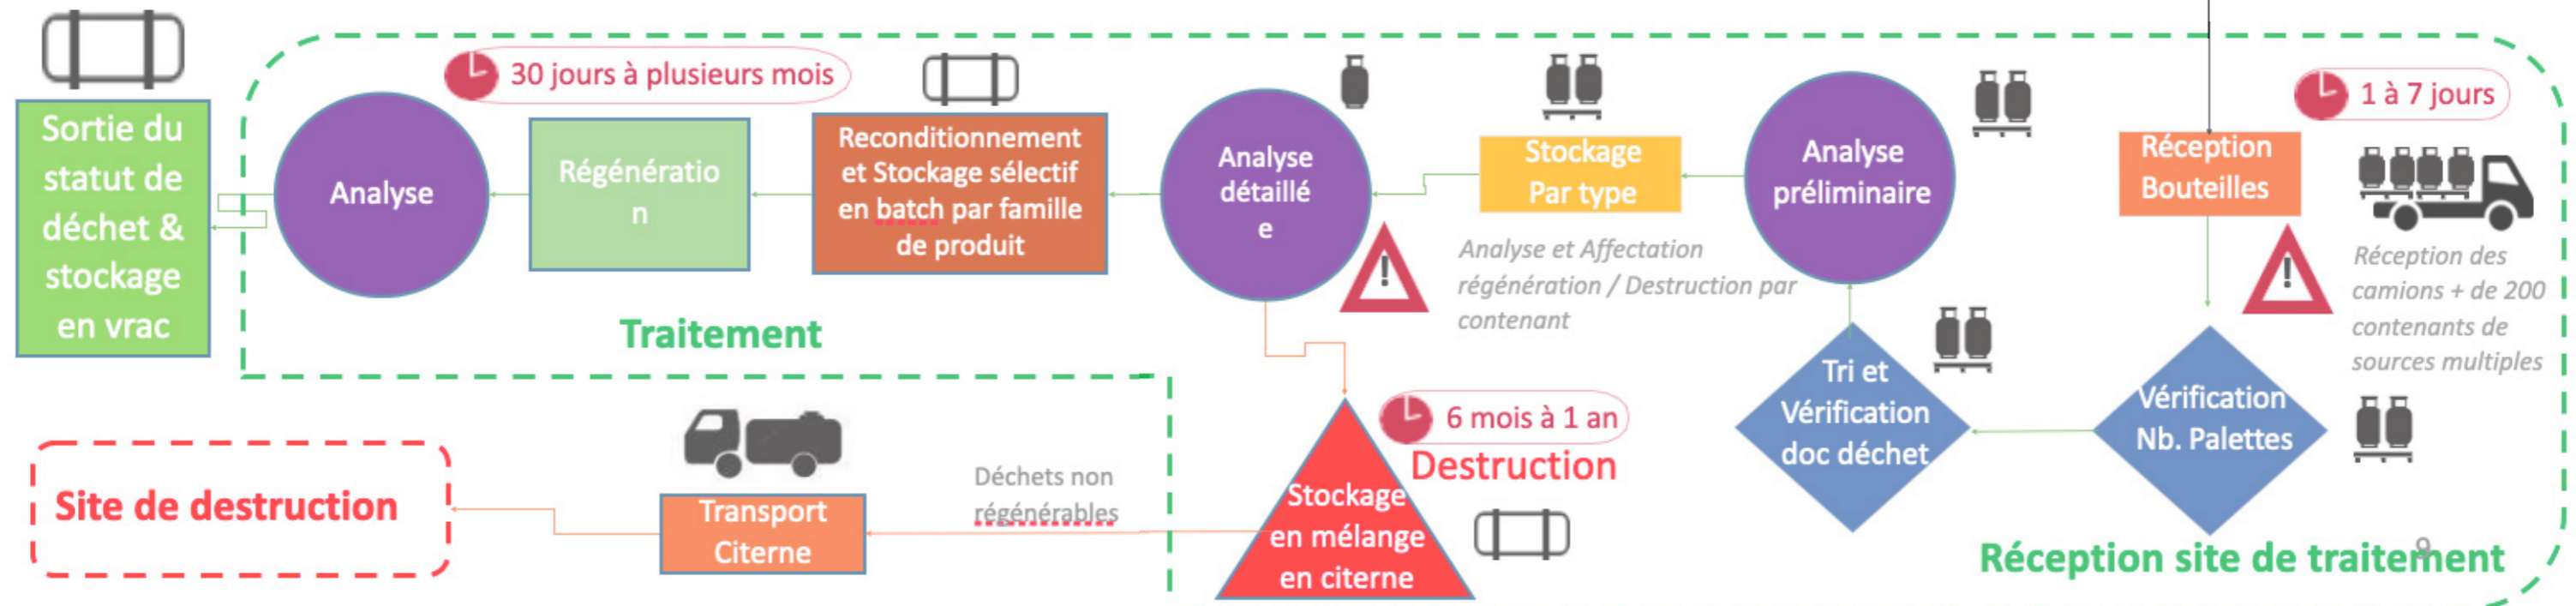 Sortie du
statut de
déchet &
stockage
en vrac
Analyse
30 jours à plusieurs mois
Régénératio
n
Reconditionnement
et Stockage sélectif
en batch par famille
de produit
Analyse
détaillé
e
Stockage
Par type
Analyse et Affectation
régénération / Destruction par
contenant
Analyse
préliminaire
Réception
Bouteilles
1 à 7 jours
Réception des
camions + de 200
contenants de
sources multiples
Traitement
Tri et
Vérification
doc déchet
Vérification
Nb. Palettes
6 mois à 1 an
Destruction
Stockage
en mélange
en citerne
Déchets non
régénérables
Transport
Citerne
Site de destruction
Réception site de traitement
9